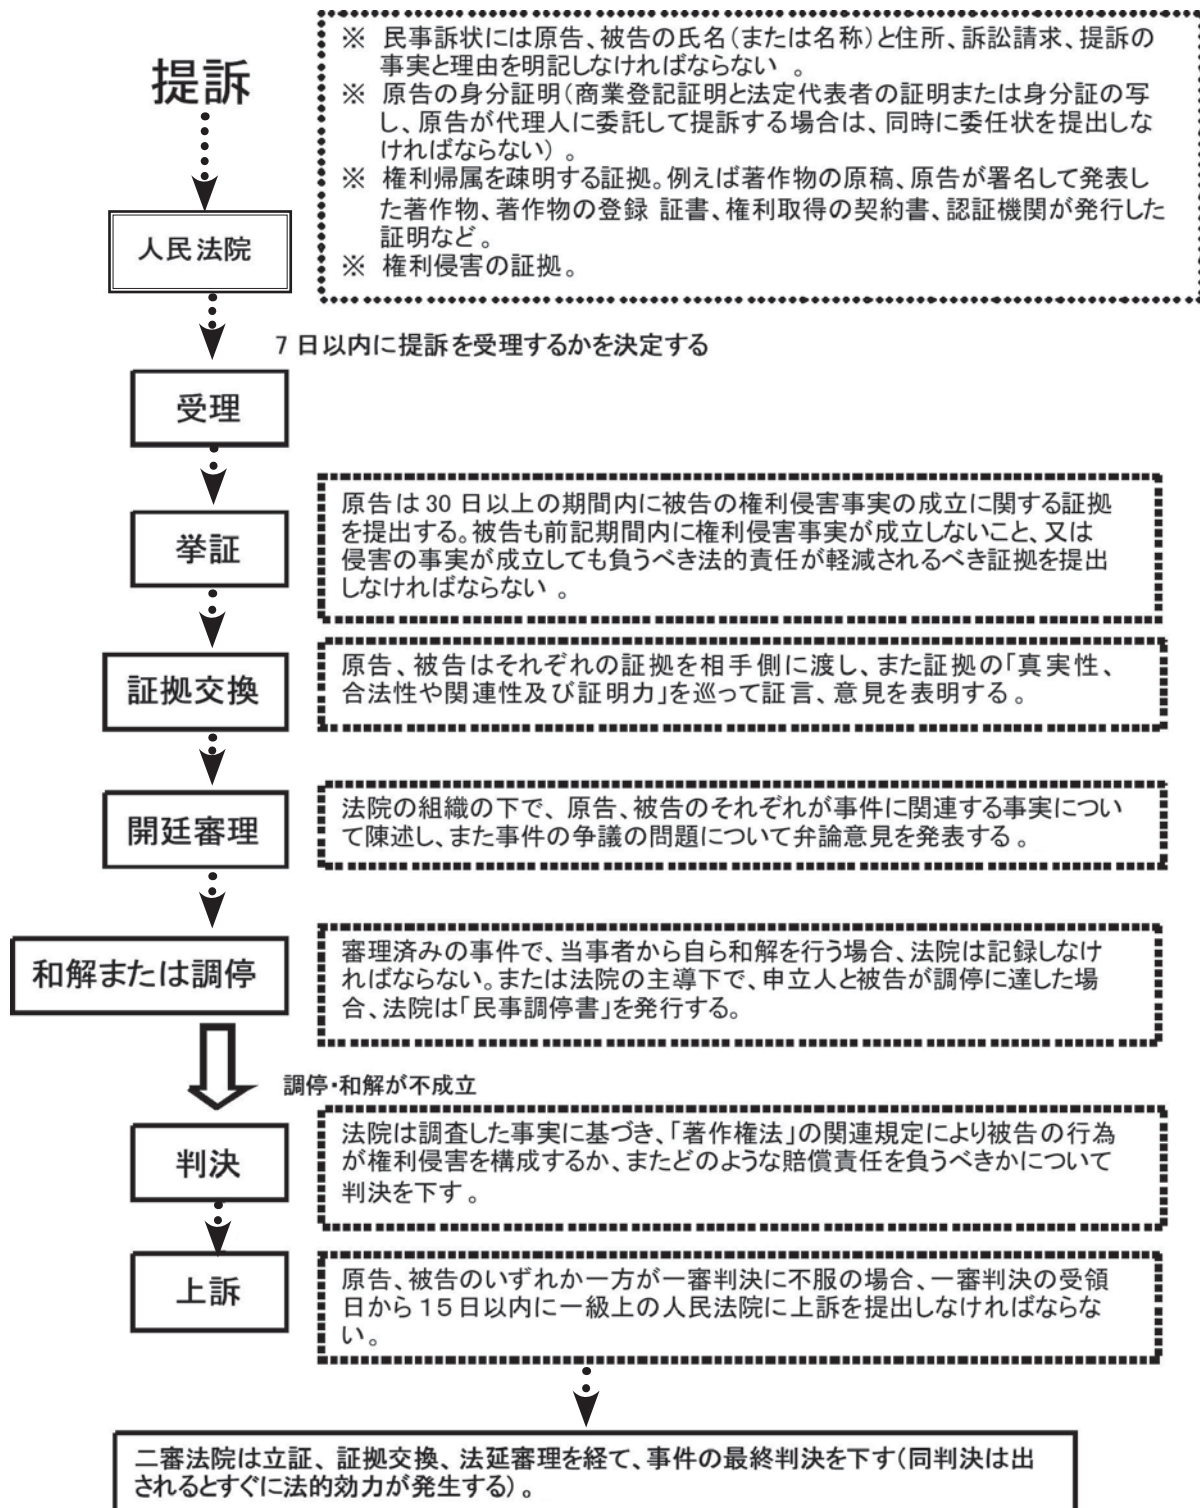 提訴
※ 民事訴状には原告、被告の氏名(または名称)と住所、訴訟請求、提訴の
事実と理由を明記しなければならない 。
※ 原告の身分証明(商業登記証明と法定代表者の証明または身分証の写
し、原告が代理人に委託して提訴する場合は、同時に委任状を提出しな
ければならない) 。
※ 権利帰属を疎明する証拠。例えば著作物の原稿、原告が署名して発表し
た著作物、著作物の登録 証書、権利取得の契約書、認証機関が発行した
証明など。
※ 権利侵害の証拠。
人民法院
7 日以内に提訴を受理するかを決定する
受理
挙証
原告は 30 日以上の期間内に被告の権利侵害事実の成立に関する証拠
を提出する。被告も前記期間内に権利侵害事実が成立しないこと、又は
侵害の事実が成立しても負うべき法的責任が軽減されるべき証拠を提出
しなければならない 。
証拠交換
原告、被告はそれぞれの証拠を相手側に渡し、また証拠の「真実性、
合法性や関連性及び証明力」を巡って証言、意見を表明する 。
開廷審理
法院の組織の下で、 原告、被告のそれぞれが事件に関連する事実につい
て陳述し、また事件の争議の問題について弁論意見を発表する 。
和解または調停
審理済みの事件で、当事者から自ら和解を行う場合、法院は記録しなけ
ればならない。または法院の主導下で、申立人と被告が調停に達した場
合、法院は「民事調停書」を発行する。
調停・和解が不成立
判決
法院は調査した事実に基づき、「著作権法」の関連規定により被告の行為
が権利侵害を構成するか、またどのような賠償責任を負うべきかについて
判決を下す 。
上訴
原告、被告のいずれか一方が一審判決に不服の場合、一審判決の受領
日から 15 日以内に一級上の人民法院に上訴を提出しなければならな
い。
二審法院は立証、 証拠交換、 法延審理を経て、事件の最終判決を下す(同判決は出
されるとすぐに法的効力が発生する) 。